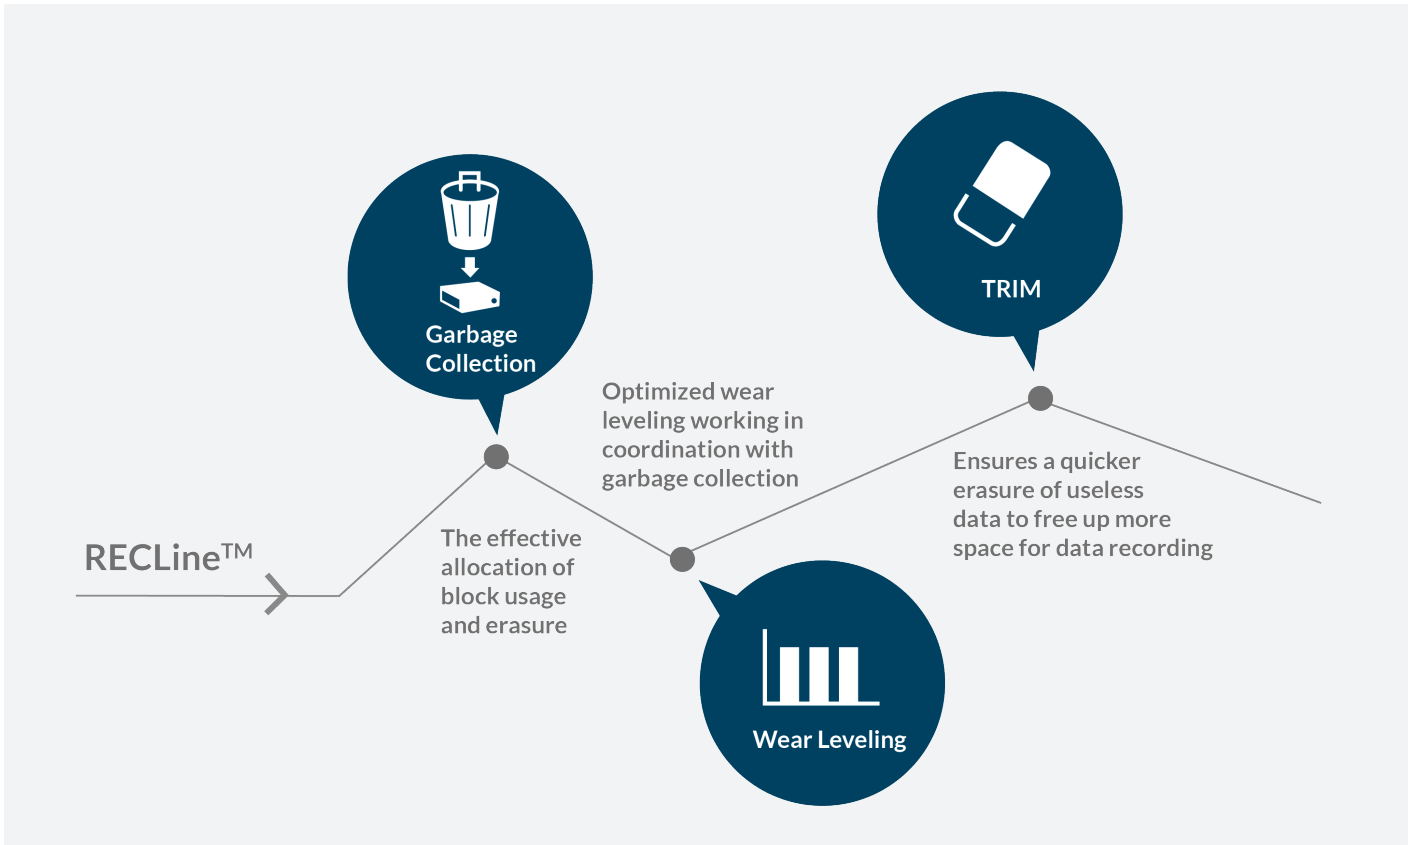 RECLine™
Garbage
Collection
The effective
allocation of
block usage
and erasure
Optimized wear
leveling working in
coordination with
garbage collection
Wear Leveling
TRIM
Ensures a quicker
erasure of useless
data to free up more
space for data recording